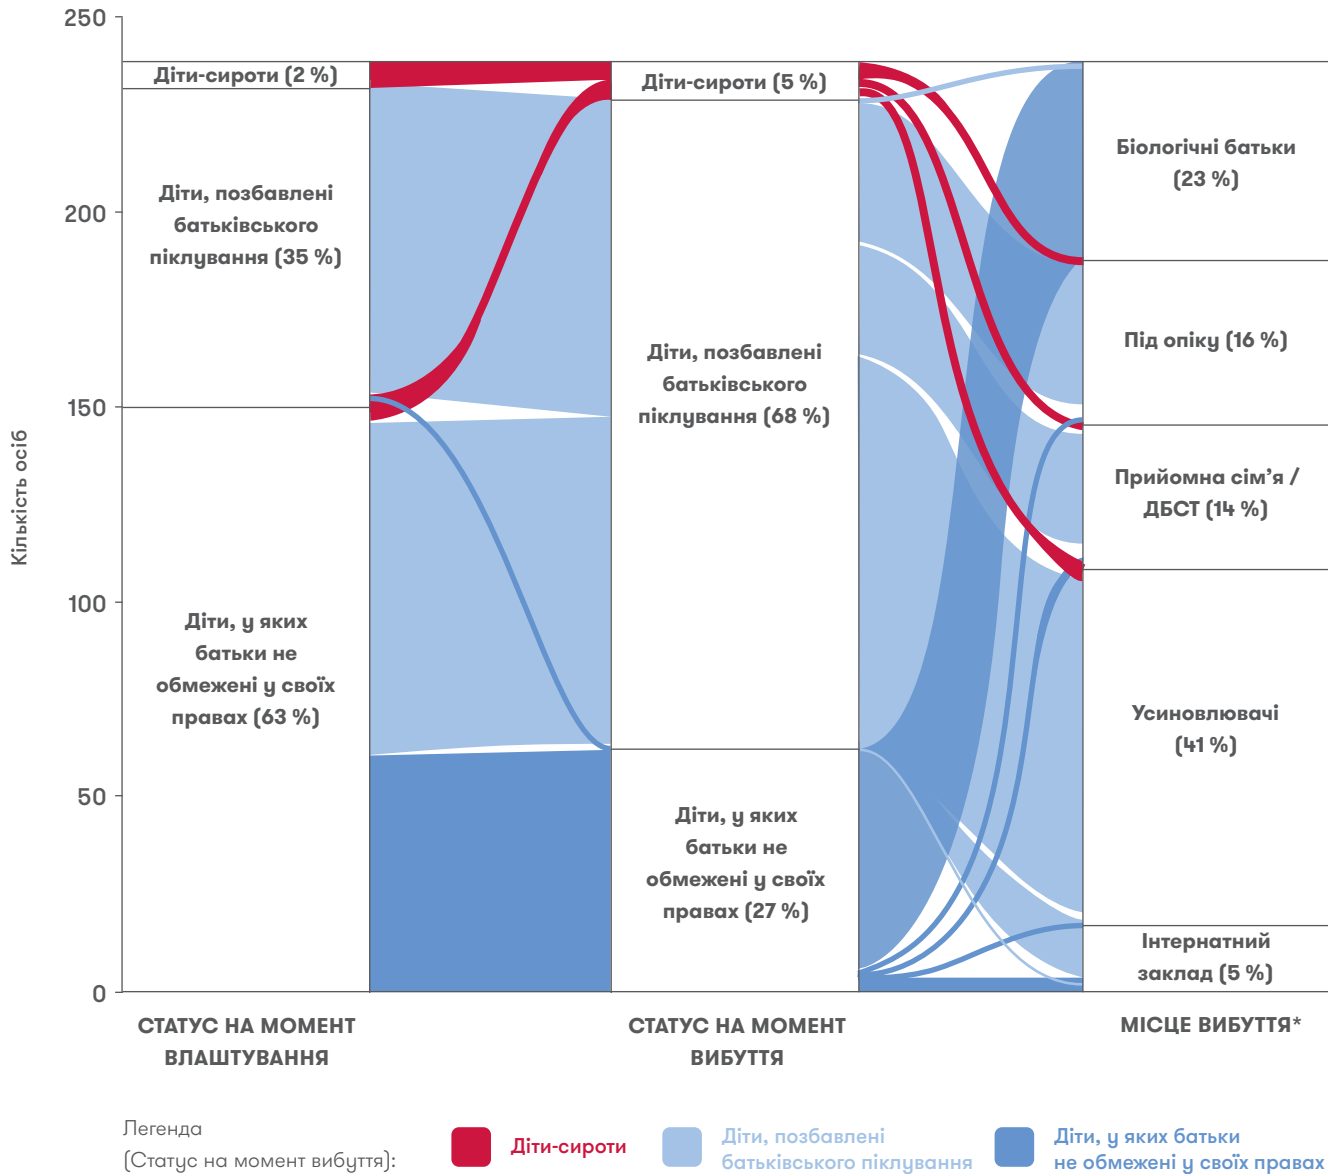 250
200
150
100
50
0
Кількість осіб
Діти-сироти (2 %)
Діти, позбавлені
батьківського
піклування (35 %)
Діти, у яких
батьки не
обмежені у своїх
правах (63 %)
Діти-сироти (5 %)
Діти, позбавлені
батьківського
піклування (68 %)
Діти, у яких
батьки не
обмежені у своїх
правах (27 %)
Біологічні батьки
(23 %)
Під опіку (16 %)
Прийомна сім’я /
ДБСТ (14 %)
Усиновлювачі
(41 %)
Інтернатний
заклад (5 %)
СТАТУС НА МОМЕНТ
ВЛАШТУВАННЯ
СТАТУС НА МОМЕНТ
ВИБУТТЯ
МІСЦЕ ВИБУТТЯ*
Легенда
(Статус на момент вибуття):
Діти-сироти
Діти, позбавлені
батьківського піклування
Діти, у яких батьки
не обмежені у своїх правах